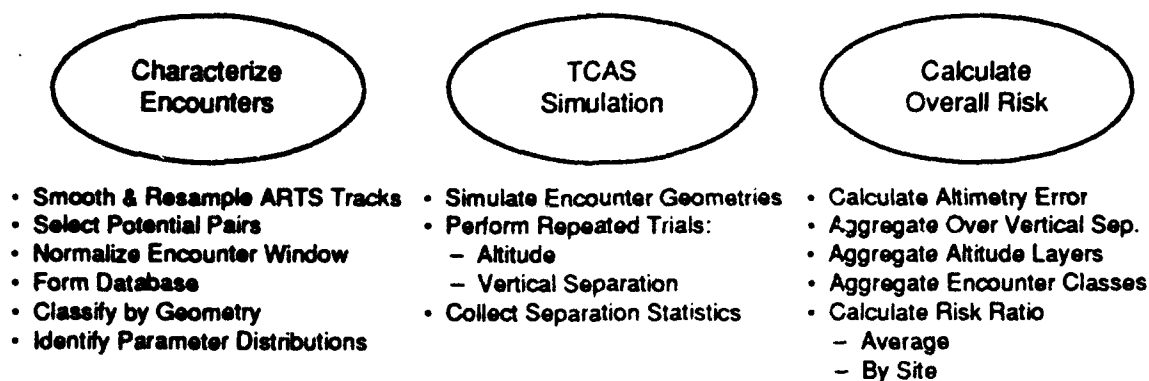 Characterize
Encounters
• Smooth & Resample ARTS Tracks
• Select Potential Pairs
• Normalize Encounter Window
• Form Database
• Classify by Geometry
• Identify Parameter Distributions
TCAS
Simulation
• Simulate Encounter Geometries
• Perform Repeated Trials:
– Altitude
– Vertical Separation
• Collect Separation Statistics
Calculate
Overall Risk
• Calculate Altimetry Error
• Aggregate Over Vertical Sep.
• Aggregate Altitude Layers
• Aggregate Encounter Classes
• Calculate Risk Ratio
– Average
– By Site